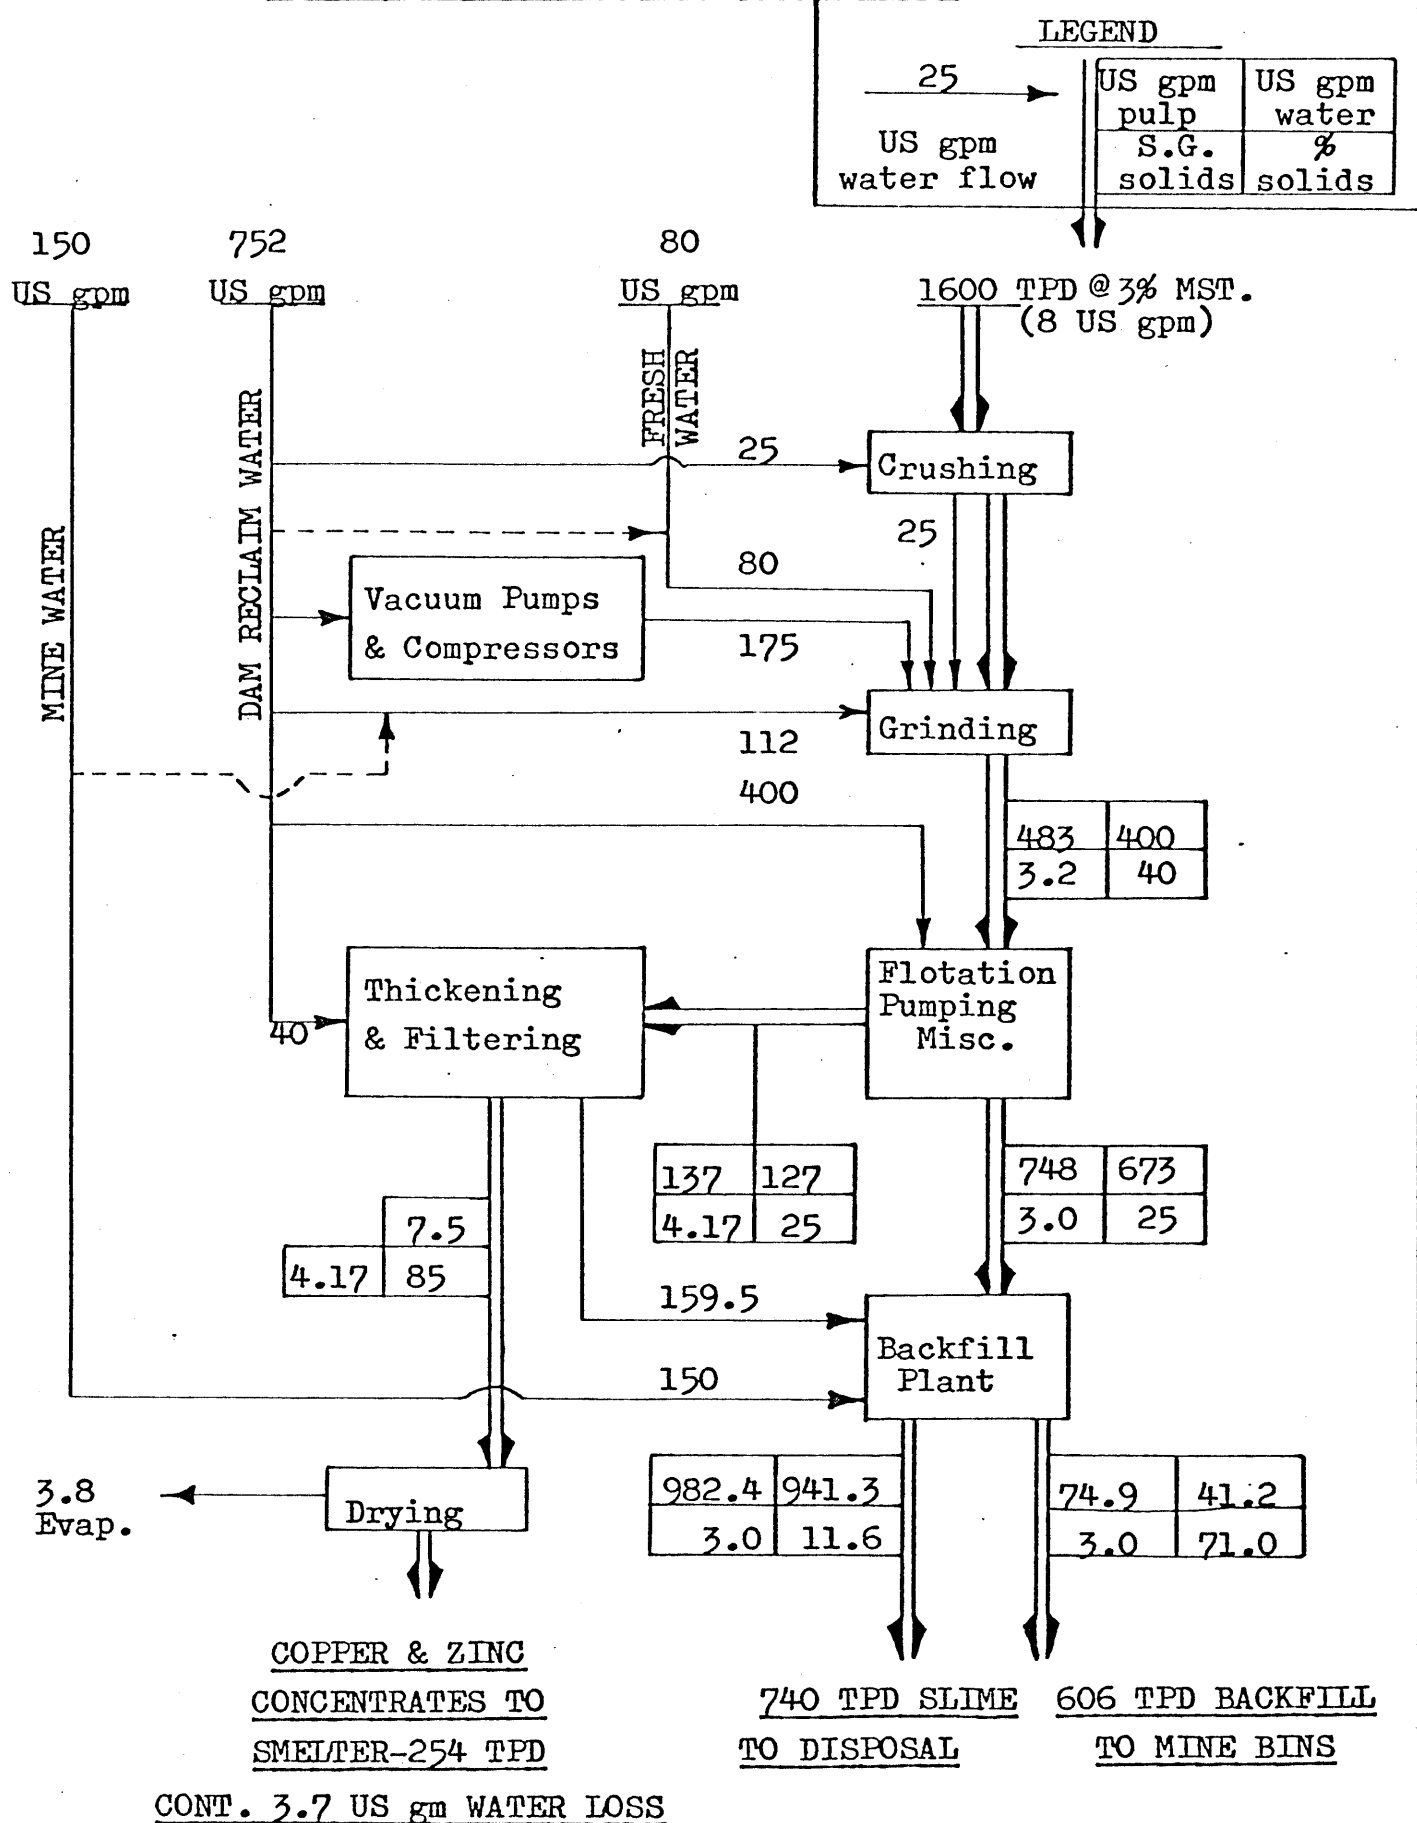 LEGEND
25
US gpm
water flow
US gpm
pulp
US gpm
water
S.G.
solids
%
solids
150
US gpm
752
US gpm
80
US gpm
1600 TPD @ 3% MST.
(8 US gpm)
MINE WATER
DAM RECLAIM WATER
FRESH
WATER
25
Crushing
25
80
Vacuum Pumps
& Compressors
175
Grinding
112
400
483
400
3.2
40
Thickening
& Filtering
40
Flotation
Pumping
Misc.
137
127
4.17
25
748
673
3.0
25
7.5
4.17
85
159.5
Backfill
Plant
150
3.8
Evap.
Drying
982.4
941.3
3.0
11.6
74.9
41.2
3.0
71.0
COPPER & ZINC
CONCENTRATES TO
SMELTER-254 TPD
CONT. 3.7 US gm WATER LOSS
740 TPD SLIME
TO DISPOSAL
606 TPD BACKFILL
TO MINE BINS